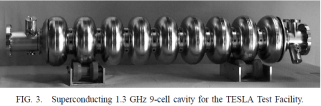 FIG. 3. Superconducting 1.3 GHz 9-cell cavity for the TESLA Test Facility.